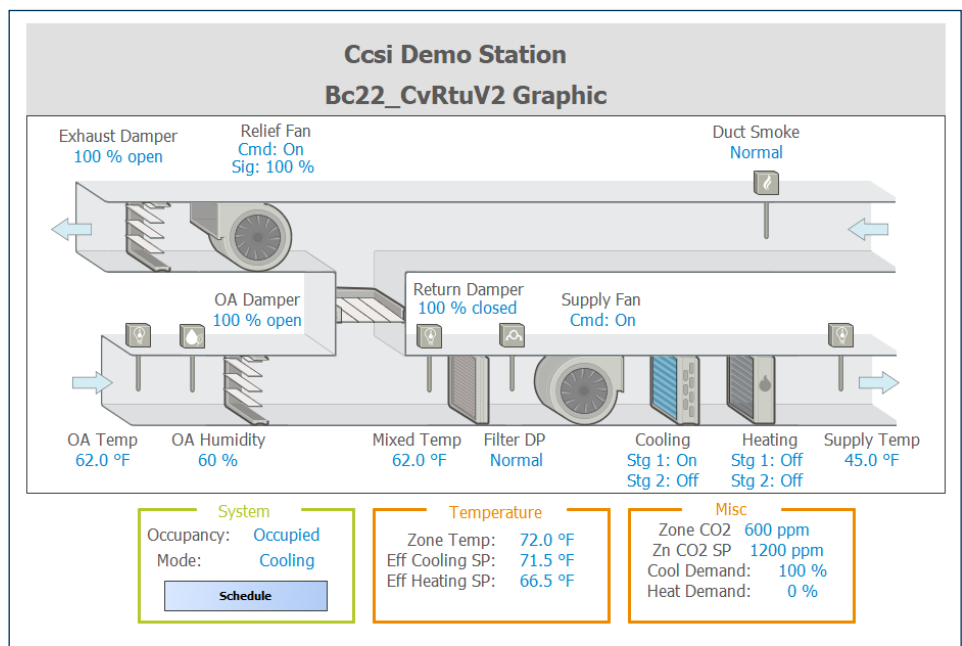 Ccsi Demo Station
Bc22_CvRtuV2 Graphic
Exhaust Damper
100 % open
Relief Fan
Cmd: On
Sig: 100 %
Duct Smoke
Normal
OA Damper
100 % open
Return Damper
100 % closed
Supply Fan
Cmd: On
OA Temp
62.0 °F
OA Humidity
60 %
Mixed Temp
62.0 °F
Filter DP
Normal
Cooling
Stg 1: On
Stg 2: Off
Heating
Stg 1: Off
Stg 2: Off
Supply Temp
45.0 °F
System
Occupancy: Occupied
Mode: Cooling
Schedule
Temperature
Zone Temp: 72.0 °F
Eff Cooling SP: 71.5 °F
Eff Heating SP: 66.5 °F
Misc
Zone CO2 600 ppm
Zn CO2 SP 1200 ppm
Cool Demand: 100 %
Heat Demand: 0 %